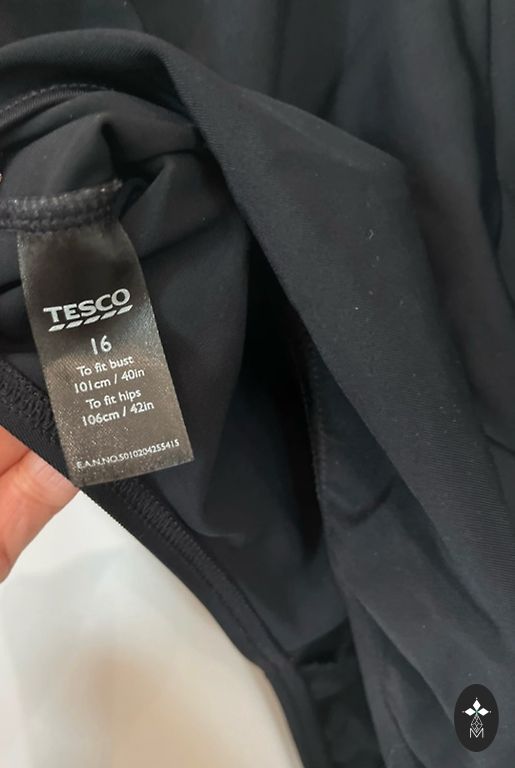 TESCO
16
To fit bust
101cm / 40in
To fit hips
106cm / 42in
E.A.N.NO.5010204255415
M